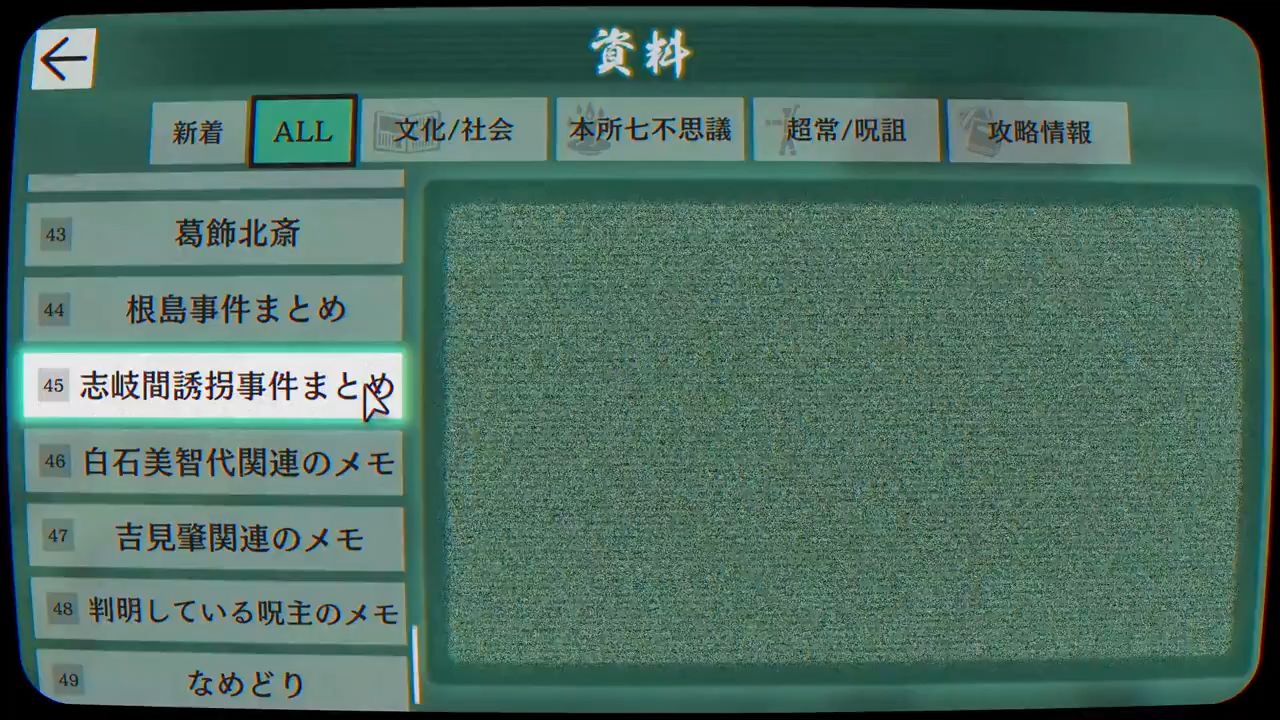 資料
新着
ALL
文化/社会
本所七不思議
超常/呪詛
攻略情報
43 葛飾北斎
44 根島事件まとめ
45 志岐間誘拐事件まとめ
46 白石美智代関連のメモ
47 吉見肇関連のメモ
48 判明している呪主のメモ
49 なめどり